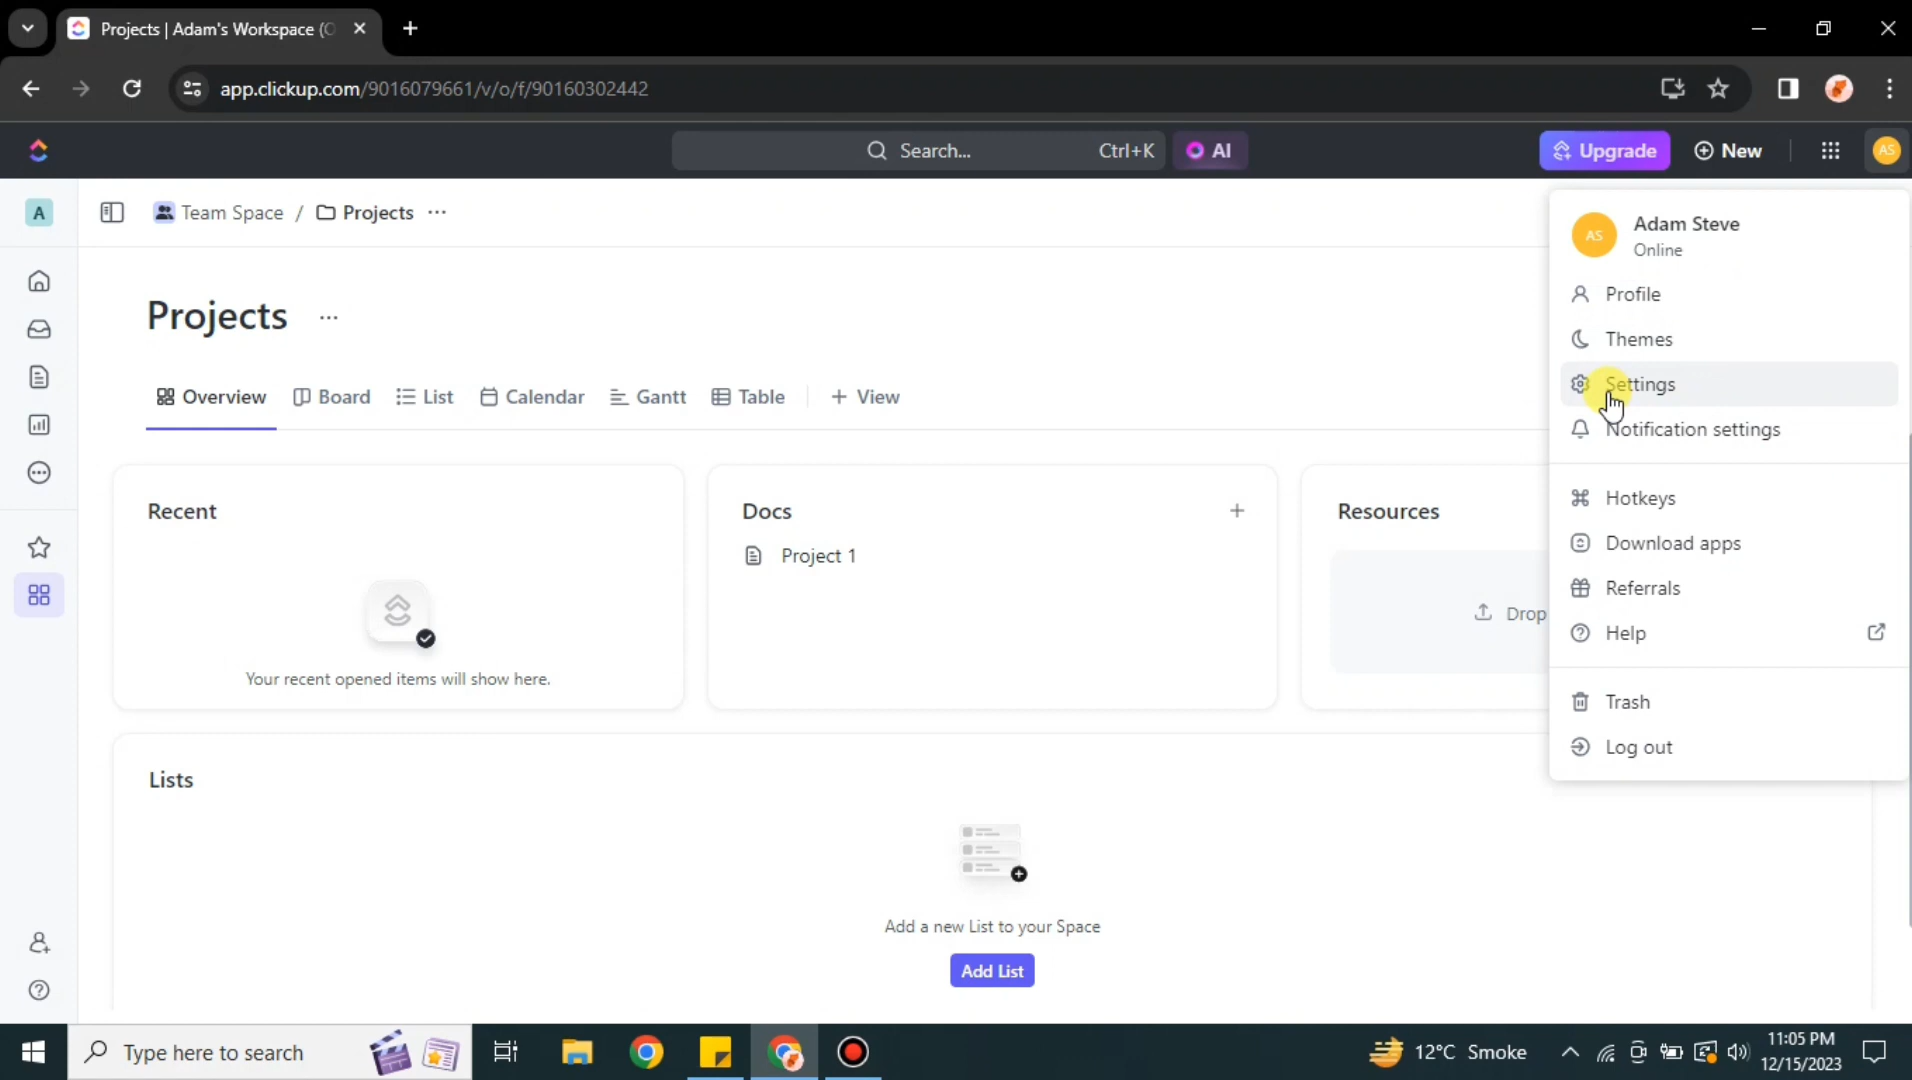 Projects | Adam's Workspace (
app.clickup.com/9016079661/v/o/f/90160302442
Search... Ctrl+K AI Upgrade New AS
A Team Space / Projects ...
AS Adam Steve
Online
Profile
Themes
Settings
Notification settings
Hotkeys
Download apps
Referrals
Help
Trash
Log out
Projects ...
Overview Board List Calendar Gantt Table + View
Recent
Your recent opened items will show here.
Docs +
Project 1
Resources
Drop
Lists
Add a new List to your Space
Add List
Type here to search
12°C Smoke
11:05 PM
12/15/2023